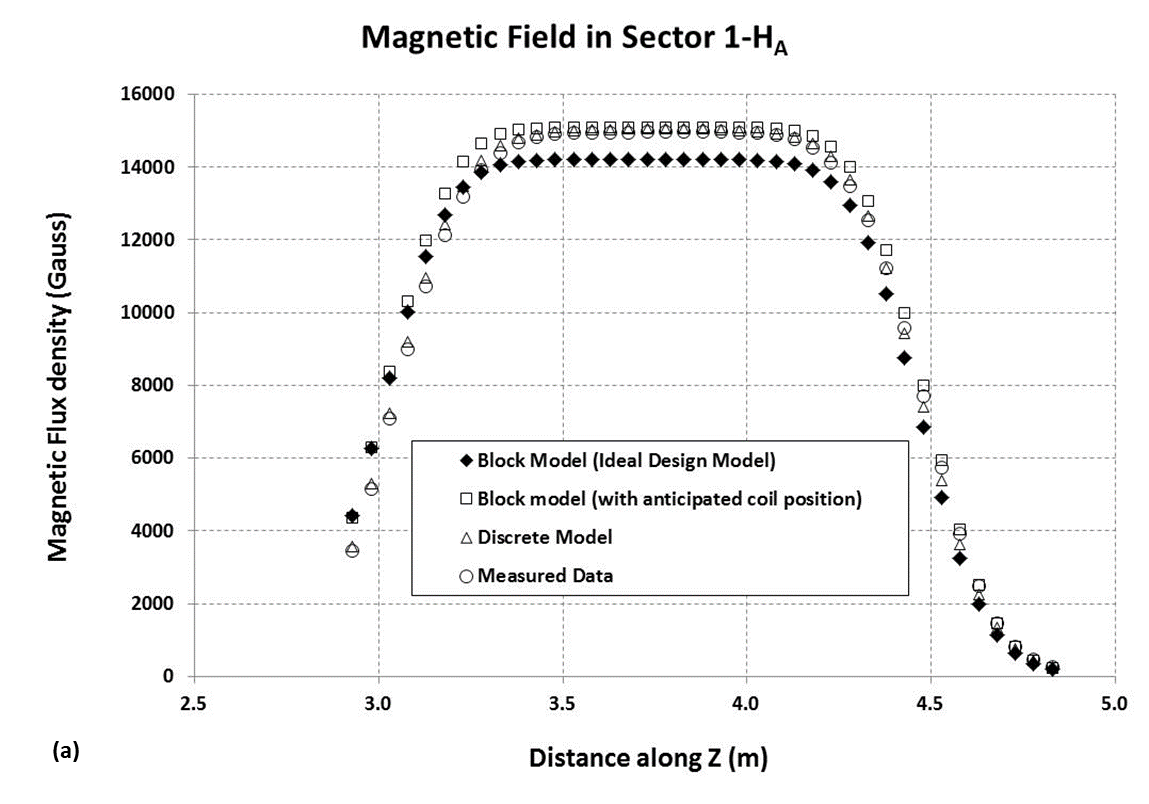 Magnetic Field in Sector 1-HA
Magnetic Flux density (Gauss)
16000
14000
12000
10000
8000
6000
4000
2000
0
Block Model (Ideal Design Model)
Block model (with anticipated coil position)
Discrete Model
Measured Data
2.5 3.0 3.5 4.0 4.5 5.0
(a)
Distance along Z (m)